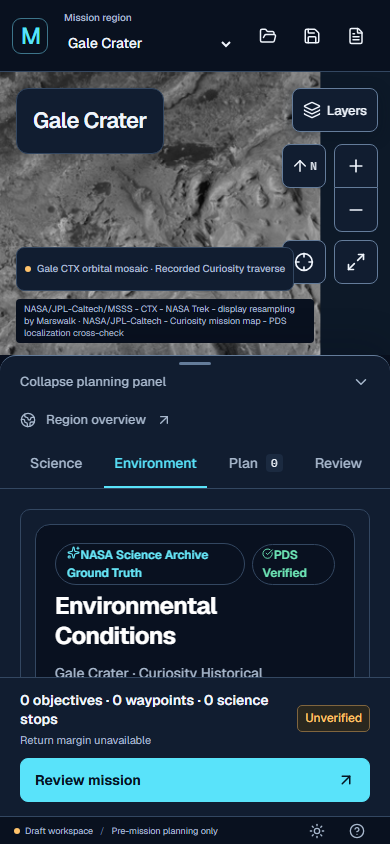 M
Mission region
Gale Crater
Gale Crater
Layers
N
Gale CTX orbital mosaic · Recorded Curiosity traverse
NASA/JPL-Caltech/MSSS - CTX - NASA Trek - display resampling
by Marswalk · NASA/JPL-Caltech - Curiosity mission map - PDS
localization cross-check
Collapse planning panel
Region overview
Science
Environment
Plan 0
Review
NASA Science Archive
Ground Truth
PDS
Verified
Environmental
Conditions
Gale Crater · Curiosity Historical
0 objectives · 0 waypoints · 0 science
stops
Unverified
Return margin unavailable
Review mission
Draft workspace / Pre-mission planning only